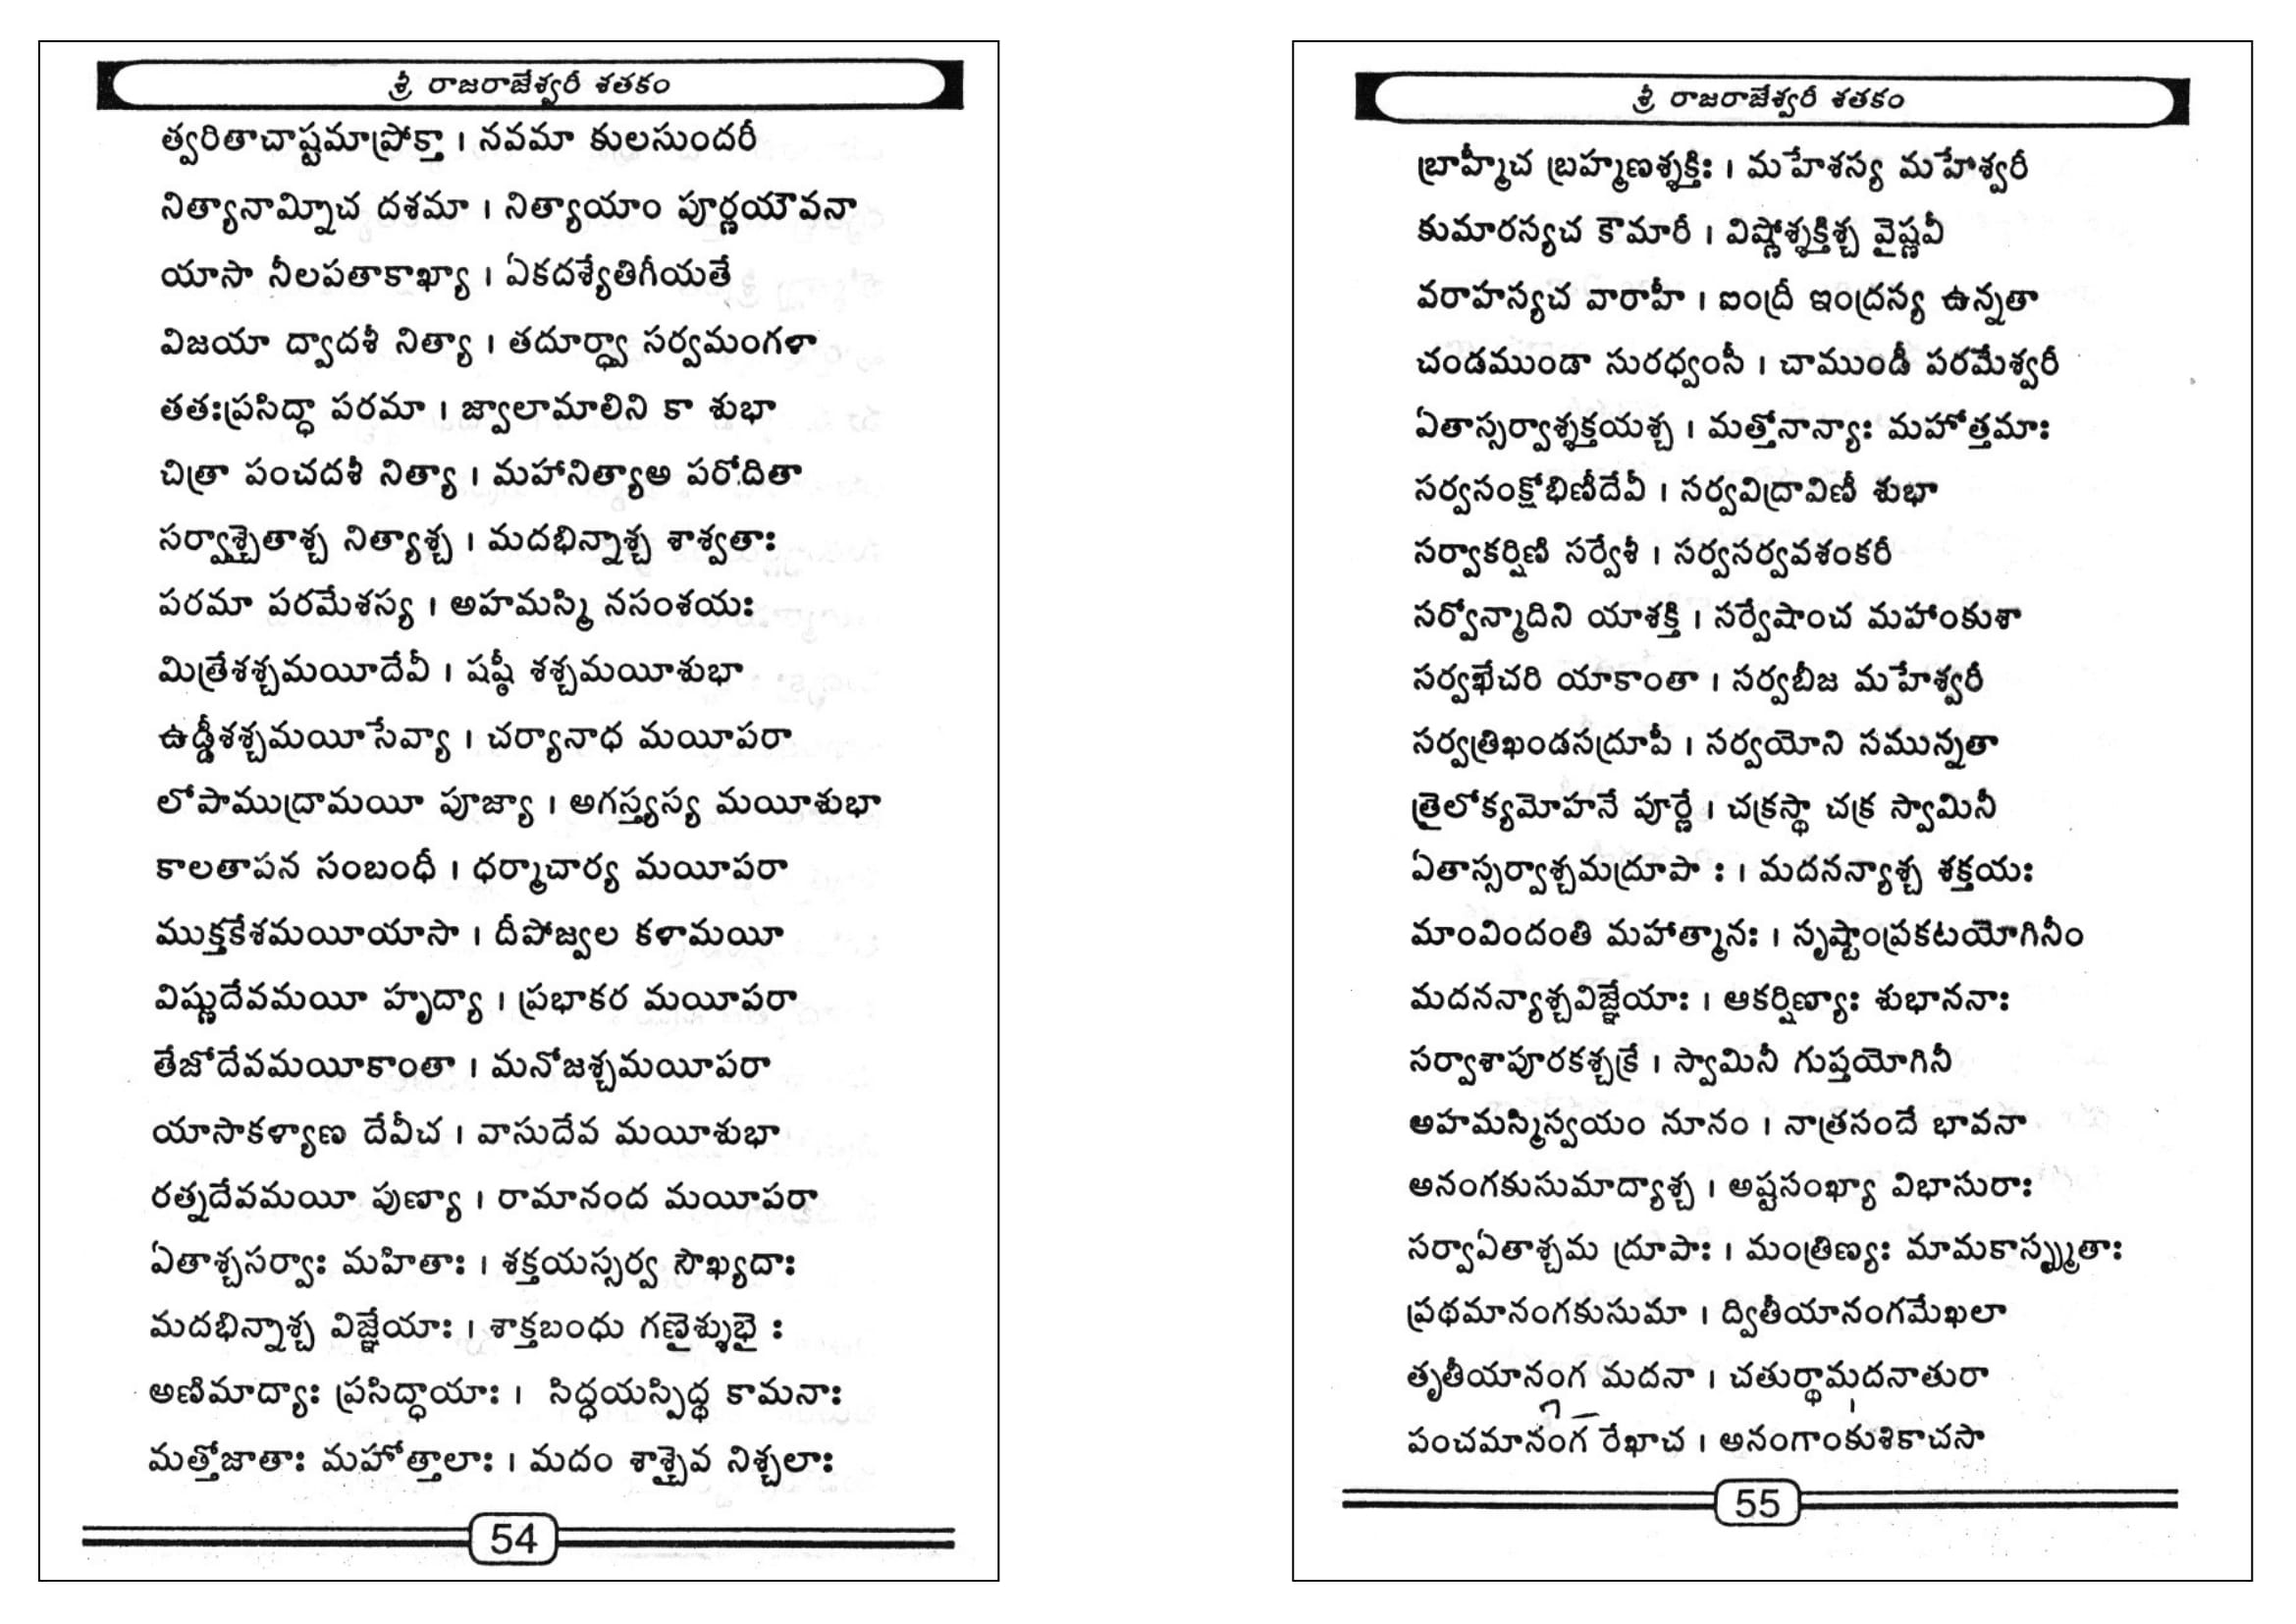 శ్రీ రాజరాజేశ్వరీ శతకం
త్వరితాచాష్టమాప్రోక్తా । నవమా కులసుందరీ
నిత్యానామ్నీచ దశమా । నిత్యాయాం పూర్ణయౌవనా
యాసా నీలపతాకాఖ్యా । ఏకదశ్యేతిగీయతే
విజయా ద్వాదశీ నిత్యా । తదూర్ధ్వా సర్వమంగళా
తతఃప్రసిద్ధా పరమా । జ్వాలామాలిని కా శుభా
చిత్రా పంచదశీ నిత్యా । మహానిత్యాఅ పరోదితా
సర్వాశ్చైతాశ్చ నిత్యాశ్చ । మదభిన్నాశ్చ శాశ్వతాః
పరమా పరమేశస్య । అహమస్మి నసంశయః
మిత్రేశశ్చమయీదేవీ । షష్ఠీ శశ్చమయీశుభా
ఉడ్డీశశ్చమయీసేవ్యా । చర్యానాధ మయీపరా
లోపాముద్రామయీ పూజ్యా । అగస్త్యస్య మయీశుభా
కాలతాపన సంబంధీ । ధర్మాచార్య మయీపరా
ముక్తకేశమయీయాసా । దీపోజ్వల కళామయీ
విష్ణుదేవమయీ హృద్యా । ప్రభాకర మయీపరా
తేజోదేవమయీకాంతా । మనోజశ్చమయీపరా
యాసాకళ్యాణ దేవీచ । వాసుదేవ మయీశుభా
రత్నదేవమయీ పుణ్యా । రామానంద మయీపరా
ఏతాశ్చసర్వాః మహితాః । శక్తయస్సర్వ సౌఖ్యదాః
మదభిన్నాశ్చ విజ్ఞేయాః । శాక్తబంధు గణైశ్శుభై ః
అణిమాద్యాః ప్రసిద్ధాయాః । సిద్ధయస్సిద్ధ కామనాః
మత్తోజాతాః మహోత్తాలాః । మదం శాశ్చైవ నిశ్చలాః
54
శ్రీ రాజరాజేశ్వరీ శతకం
బ్రాహ్మీచ బ్రహ్మణశ్శక్తిః । మహేశస్య మహేశ్వరీ
కుమారస్యచ కౌమారీ । విష్ణోశ్శక్తిశ్చ వైష్ణవీ
వరాహస్యచ వారాహీ । ఐంద్రీ ఇంద్రస్య ఉన్నతా
చండముండా సురధ్వంసీ । చాముండీ పరమేశ్వరీ
ఏతాస్సర్వాశ్శక్తయశ్చ । మత్తోనాన్యాః మహోత్తమాః
సర్వసంక్షోభిణీదేవీ । సర్వవిద్రావిణీ శుభా
సర్వాకర్షిణి సర్వేశీ । సర్వసర్వవశంకరీ
సర్వోన్మాదిని యాశక్తి । సర్వేషాంచ మహాంకుశా
సర్వఖేచరి యాకాంతా । సర్వబీజ మహేశ్వరీ
సర్వత్రిఖండసద్రూపీ । సర్వయోని సమున్నతా
త్రైలోక్యమోహనే పూర్ణే । చక్రస్థా చక్ర స్వామినీ
ఏతాస్సర్వాశ్చమద్రూపా ః । మదనన్యాశ్చ శక్తయః
మాంవిందంతి మహాత్మానః । సృష్టాంప్రకటయోగినీం
మదనన్యాశ్చవిజ్ఞేయాః । ఆకర్షిణ్యాః శుభాననాః
సర్వాశాపూరకశ్చక్రే । స్వామినీ గుప్తయోగినీ
అహమస్మిస్వయం నూనం । నాత్రసందే భావనా
అనంగకుసుమాద్యాశ్చ । అష్టసంఖ్యా విభాసురాః
సర్వాఏతాశ్చమ ద్రూపాః । మంత్రిణ్యః మామకాస్స్మృతాః
ప్రథమానంగకుసుమా । ద్వితీయానంగమేఖలా
తృతీయానంగ మదనా । చతుర్థామదనాతురా
పంచమానంగ రేఖాచ । అనంగాంకుశికాచసా
55